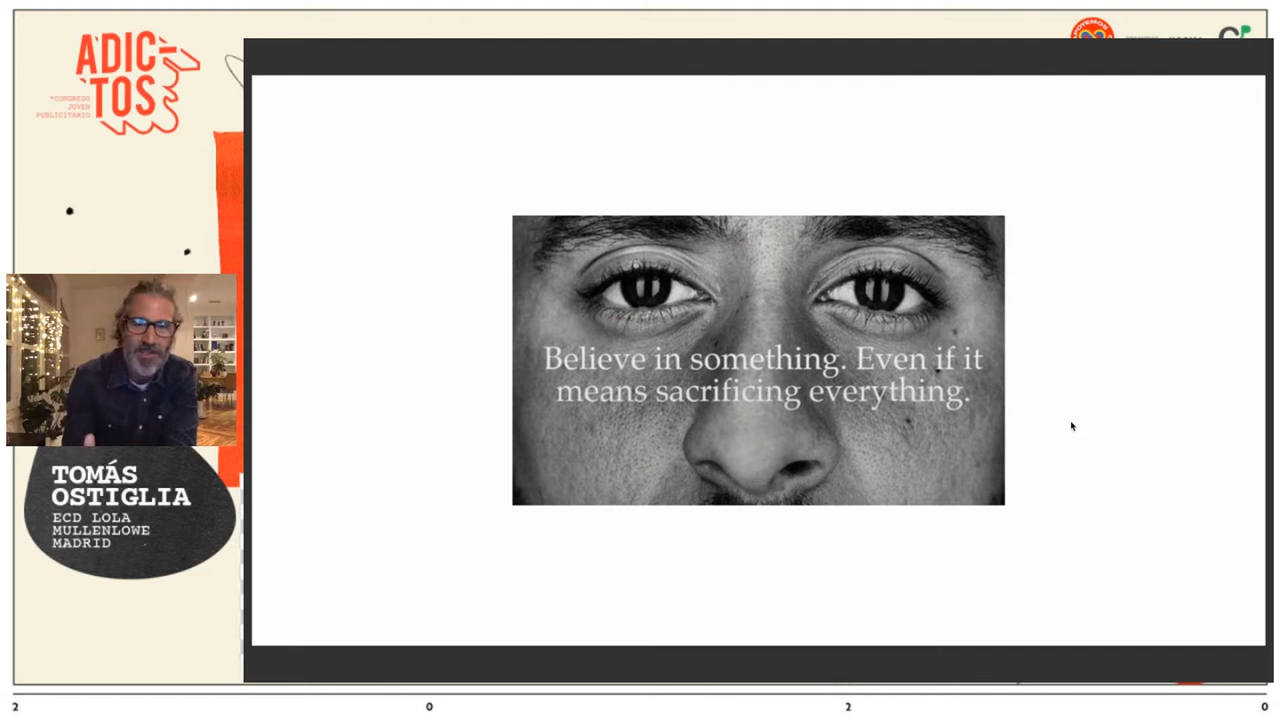 ADIC-
TOS
*CONGRESO
JOVEN
PUBLICITARIO
Believe in something. Even if it
means sacrificing everything.
TOMÁS
OSTIGLIA
ECD LOLA
MULLENLOWE
MADRID
2 0 2 0